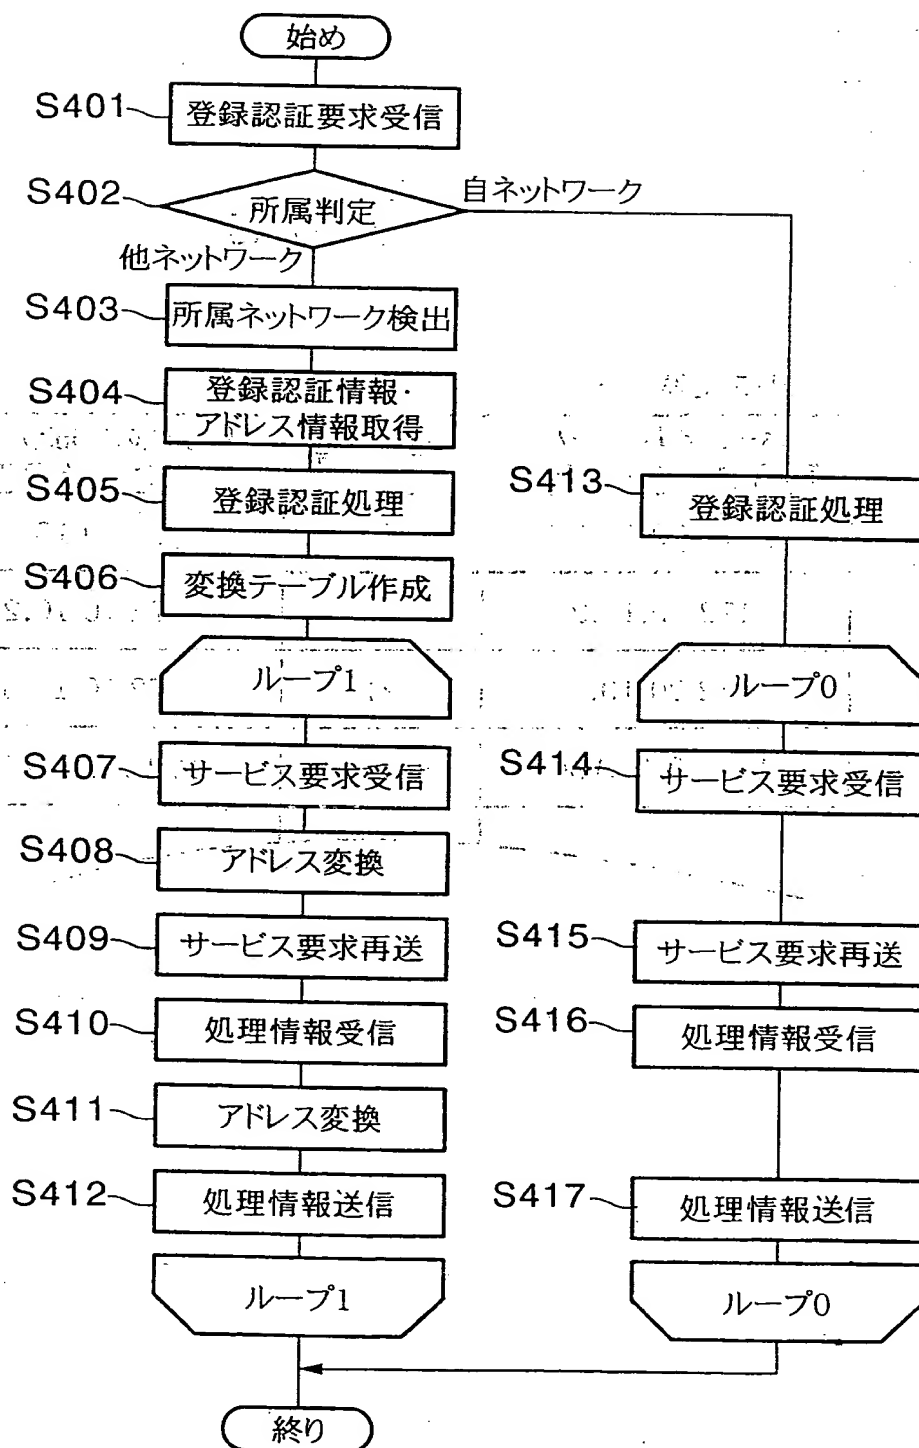 始め
S401
登録認証要求受信
S402
所属判定
自ネットワーク
他ネットワーク
S403
所属ネットワーク検出
S404
登録認証情報・
アドレス情報取得
S405
登録認証処理
S406
変換テーブル作成
ループ1
S407
サービス要求受信
S408
アドレス変換
S409
サービス要求再送
S410
処理情報受信
S411
アドレス変換
S412
処理情報送信
ループ1
S413
登録認証処理
ループ0
S414
サービス要求受信
S415
サービス要求再送
S416
処理情報受信
S417
処理情報送信
ループ0
終り